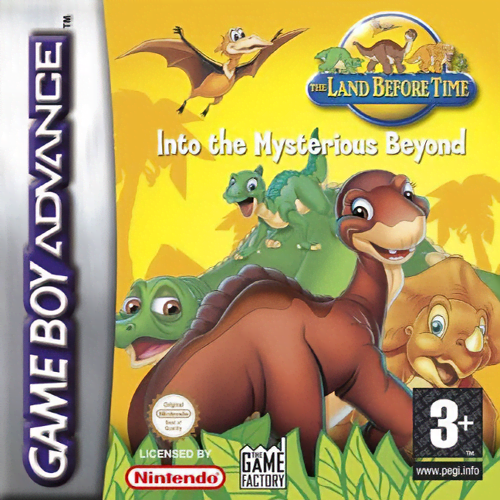 GAME BOY ADVANCE
THE LAND BEFORE TIME
Into the Mysterious Beyond
Original
Nintendo
Seal of
Quality
LICENSED BY
Nintendo
THE
GAME
FACTORY
3+
TM
www.pegi.info